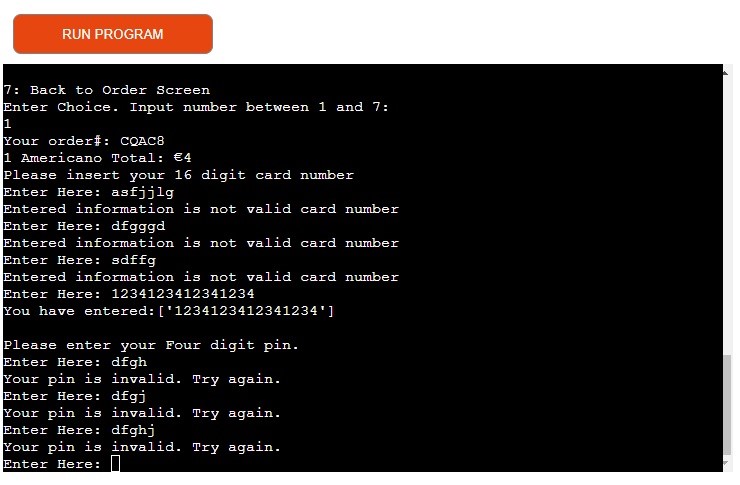 RUN PROGRAM
7: Back to Order Screen
Enter Choice. Input number between 1 and 7:
1
Your order#: CQAC8
1 Americano Total: €4
Please insert your 16 digit card number
Enter Here: asfjjlg
Entered information is not valid card number
Enter Here: dfgggd
Entered information is not valid card number
Enter Here: sdffg
Entered information is not valid card number
Enter Here: 1234123412341234
You have entered:['1234123412341234']
Please enter your Four digit pin.
Enter Here: dfgh
Your pin is invalid. Try again.
Enter Here: dfgj
Your pin is invalid. Try again.
Enter Here: dfghj
Your pin is invalid. Try again.
Enter Here: